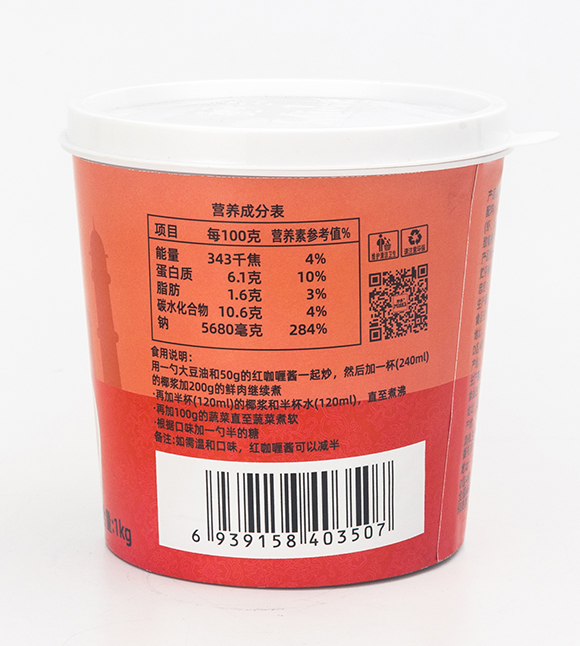 营养成分表
项目 每100克 营养素参考值%
能量 343千焦 4%
蛋白质 6.1克 10%
脂肪 1.6克 3%
碳水化合物 10.6克 4%
钠 5680毫克 284%
食用说明：
用一勺大豆油和50g的红咖喱酱一起炒，然后加一杯(240ml)
的椰浆加200g的鲜肉继续煮
·再加半杯(120ml)的椰浆和半杯水(120ml)，直至煮沸
·再加100g的蔬菜直至蔬菜煮软
·根据口味加一勺半的糖
备注:如需温和口味，红咖喱酱可以减半
6 939158 403507
:1kg